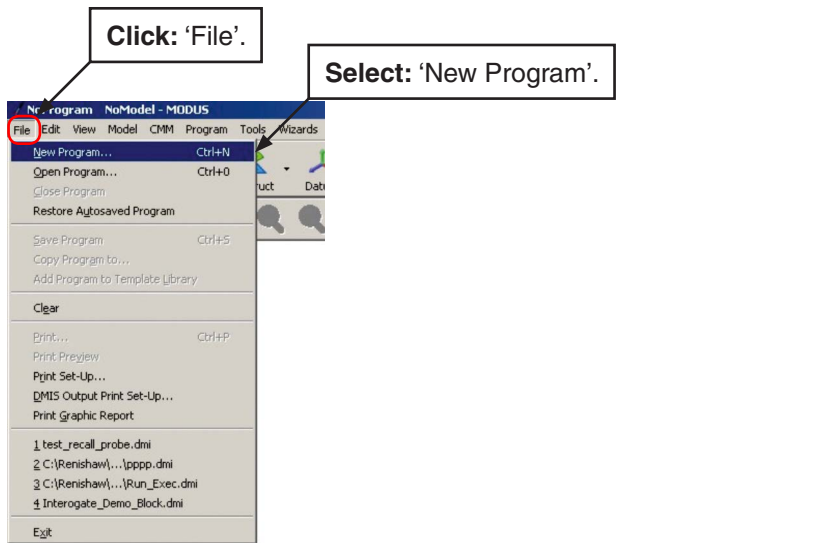 Click: ‘File’.
Select: ‘New Program’.
NoProgram NoModel - MODUS
File Edit View Model CMM Program Tools Wizards
New Program... Ctrl+N
Open Program... Ctrl+O
Close Program
Restore Autosaved Program
Save Program Ctrl+S
Copy Program to...
Add Program to Template Library
Clear
Print... Ctrl+P
Print Preview
Print Set-Up...
DMIS Output Print Set-Up...
Print Graphic Report
1 test_recall_probe.dmi
2 C:\Renishaw\...\pppp.dmi
3 C:\Renishaw\...\Run_Exec.dmi
4 Interogate_Demo_Block.dmi
Exit